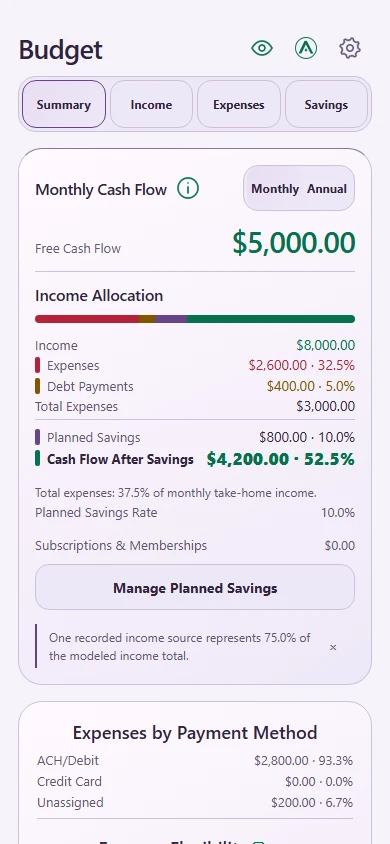 Budget
Summary
Income
Expenses
Savings
Monthly Cash Flow
Monthly Annual
Free Cash Flow $5,000.00
Income Allocation
Income $8,000.00
Expenses $2,600.00 · 32.5%
Debt Payments $400.00 · 5.0%
Total Expenses $3,000.00
Planned Savings $800.00 · 10.0%
Cash Flow After Savings $4,200.00 · 52.5%
Total expenses: 37.5% of monthly take-home income.
Planned Savings Rate 10.0%
Subscriptions & Memberships $0.00
Manage Planned Savings
One recorded income source represents 75.0% of
the modeled income total.
×
Expenses by Payment Method
ACH/Debit $2,800.00 · 93.3%
Credit Card $0.00 · 0.0%
Unassigned $200.00 · 6.7%